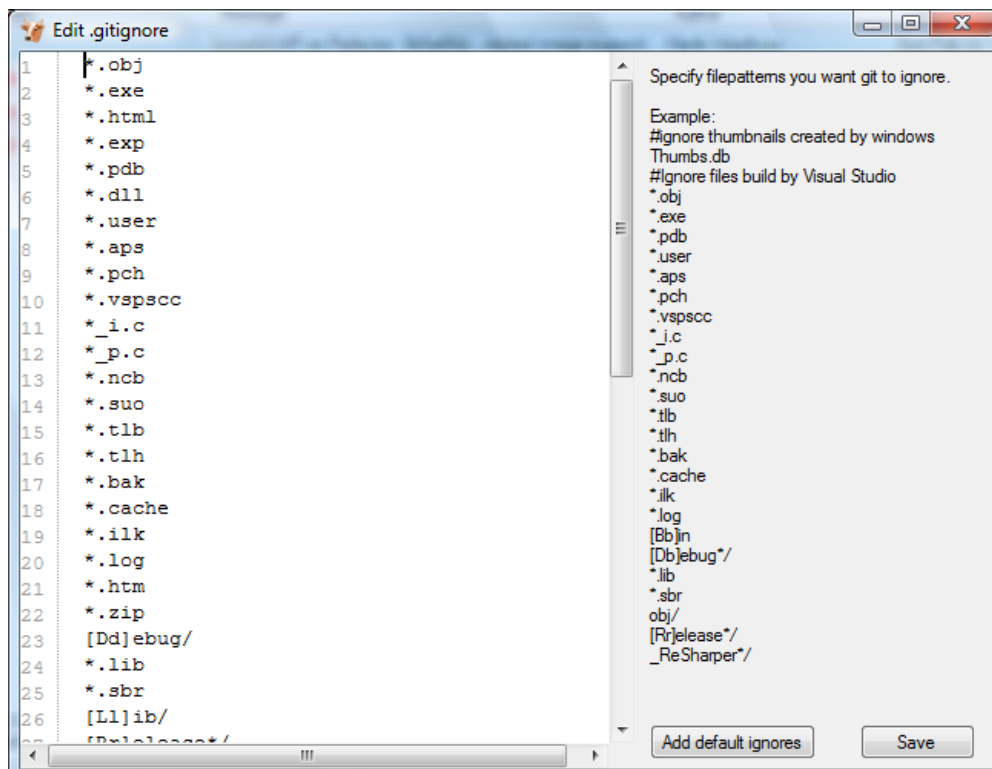 Edit .gitignore
1 *.obj
2 *.exe
3 *.html
4 *.exp
5 *.pdb
6 *.dll
7 *.user
8 *.aps
9 *.pch
10 *.vspscc
11 *_i.c
12 *_p.c
13 *.ncb
14 *.suo
15 *.tlb
16 *.tlh
17 *.bak
18 *.cache
19 *.ilk
20 *.log
21 *.htm
22 *.zip
23 [Dd]ebug/
24 *.lib
25 *.sbr
26 [Ll]ib/
27 [Rr]elease*/
Specify filepatterns you want git to ignore.
Example:
#ignore thumbnails created by windows
Thumbs.db
#Ignore files build by Visual Studio
*.obj
*.exe
*.pdb
*.user
*.aps
*.pch
*.vspscc
*_i.c
*_p.c
*.ncb
*.suo
*.tlb
*.tlh
*.bak
*.cache
*.ilk
*.log
[Bb]in
[Db]ebug*/
*.lib
*.sbr
obj/
[Rr]elease*/
_ReSharper*/
Add default ignores
Save